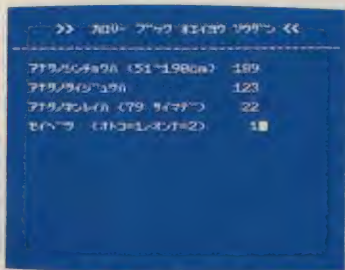 >> カロリー ブック オエイヨウ ソウダン <<
アナタノシンチョウハ (51~198cm) 189
アナタノタイジュウハ 123
アナタノネンレイハ (79 サイマデ) 22
セイベツ (オトコ=1/オンナ=2) 1